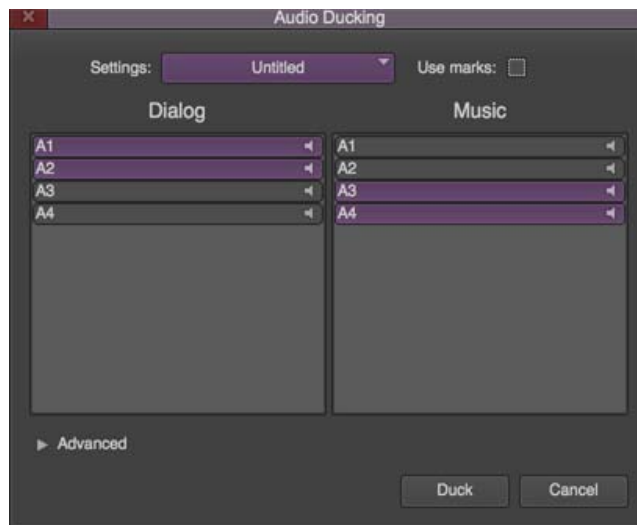 Audio Ducking
Settings: Untitled Use marks:
Dialog
A1
A2
A3
A4
Music
A1
A2
A3
A4
Advanced
Duck Cancel